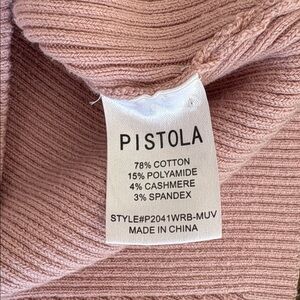 PISTOLA
78% COTTON
15% POLYAMIDE
4% CASHMERE
3% SPANDEX
STYLE#P2041WRB-MUV
MADE IN CHINA